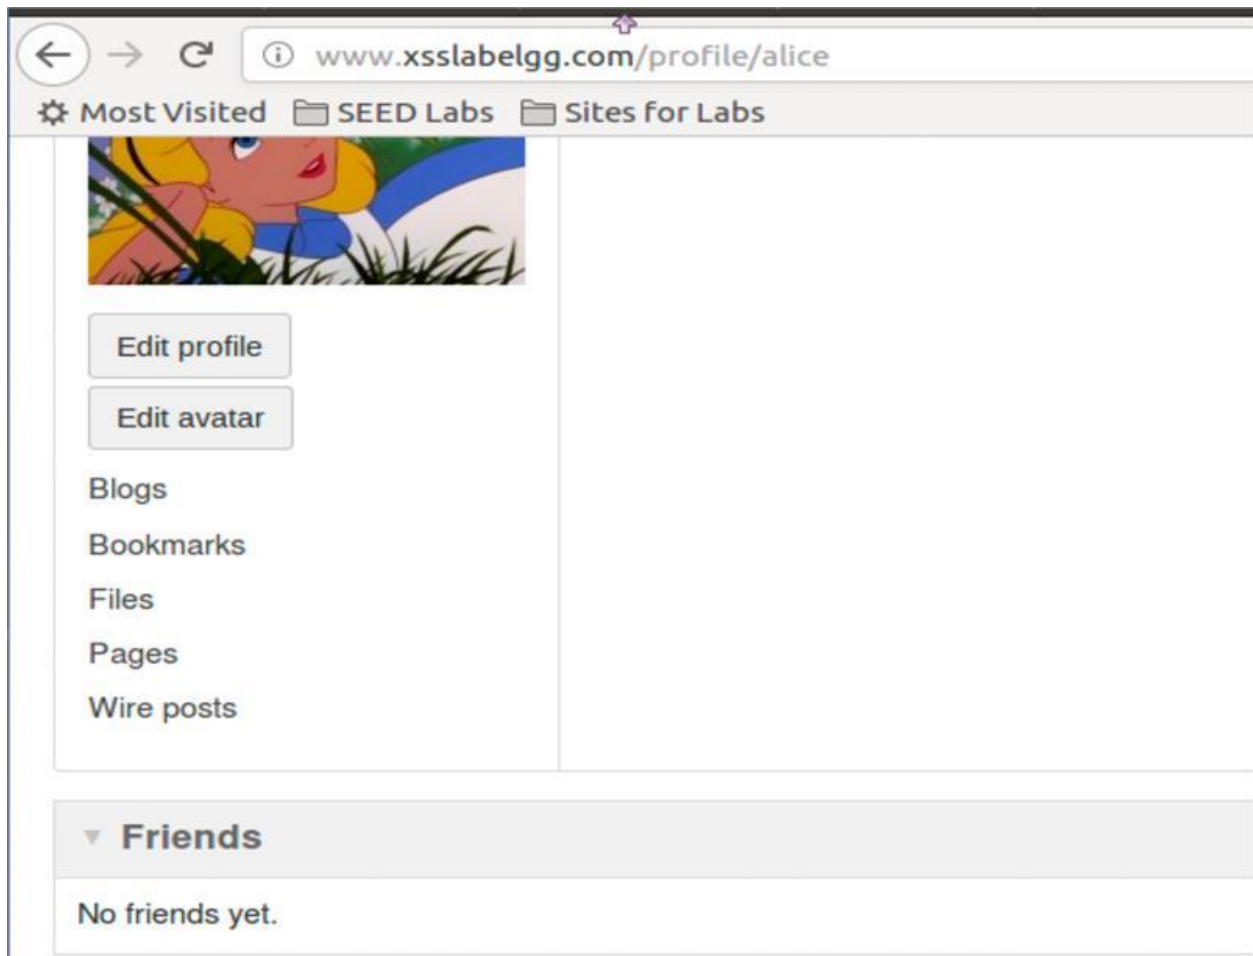 www.xsslabelgg.com/profile/alice
Most Visited SEED Labs Sites for Labs
Edit profile
Edit avatar
Blogs
Bookmarks
Files
Pages
Wire posts
Friends
No friends yet.